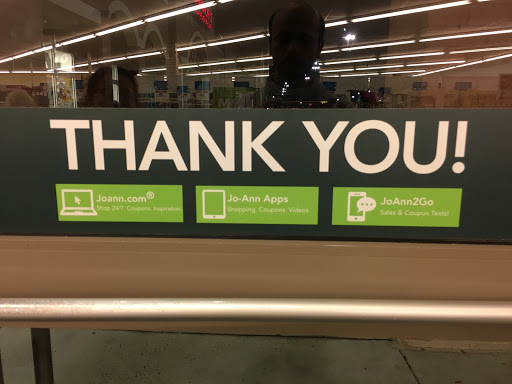 THANK YOU!
Joann.com®
Shop 24/7. Coupons. Inspiration.
Jo-Ann Apps
Shopping. Coupons. Videos.
JoAnn2Go
Sales & Coupon Texts!